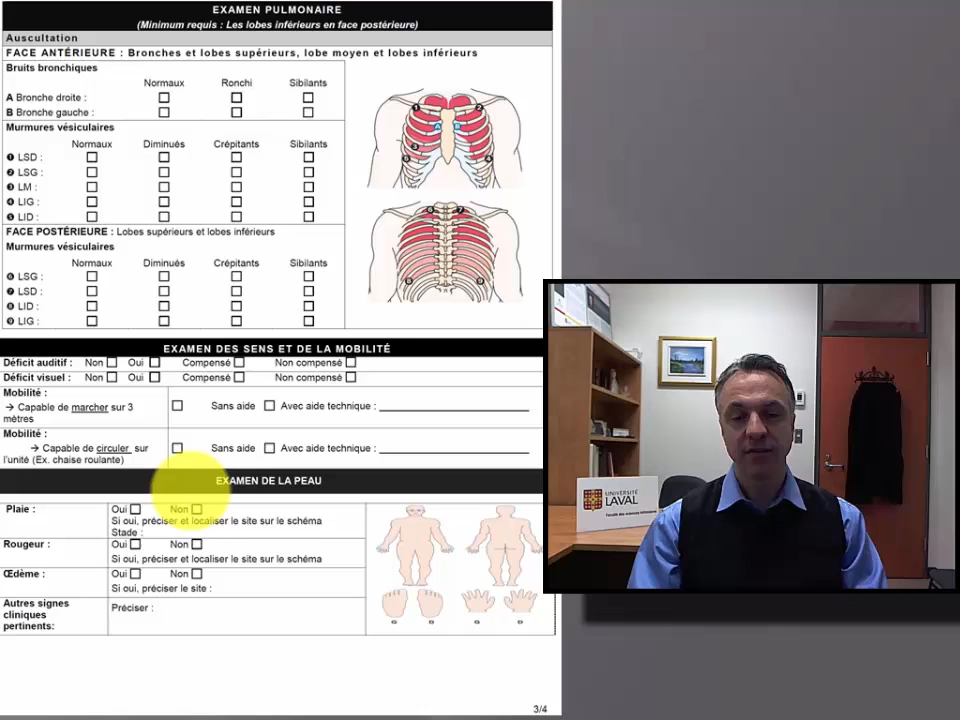 EXAMEN PULMONAIRE
(Minimum requis : Les lobes inférieurs en face postérieure)
Auscultation
FACE ANTÉRIEURE : Bronches et lobes supérieurs, lobe moyen et lobes inférieurs
Bruits bronchiques
Normaux Ronchi Sibilants
A Bronche droite :
B Bronche gauche :
Murmures vésiculaires
Normaux Diminués Crépitants Sibilants
❶ LSD :
❷ LSG :
❸ LM :
❹ LIG :
❺ LID :
FACE POSTÉRIEURE : Lobes supérieurs et lobes inférieurs
Murmures vésiculaires
Normaux Diminués Crépitants Sibilants
❻ LSG :
❼ LSD :
❽ LID :
❾ LIG :
EXAMEN DES SENS ET DE LA MOBILITÉ
Déficit auditif : Non Oui Compensé Non compensé
Déficit visuel : Non Oui Compensé Non compensé
Mobilité :
→ Capable de marcher sur 3 mètres
Sans aide Avec aide technique :
Mobilité :
→ Capable de circuler sur
l'unité (Ex. chaise roulante)
Sans aide Avec aide technique :
EXAMEN DE LA PEAU
Plaie : Oui Non
Si oui, préciser et localiser le site sur le schéma
Stade :
Rougeur : Oui Non
Si oui, préciser et localiser le site sur le schéma
Œdème : Oui Non
Si oui, préciser le site :
Autres signes
cliniques
pertinents:
Préciser :
G D G D
3/4
UNIVERSITÉ
LAVAL
Faculté des sciences infirmières